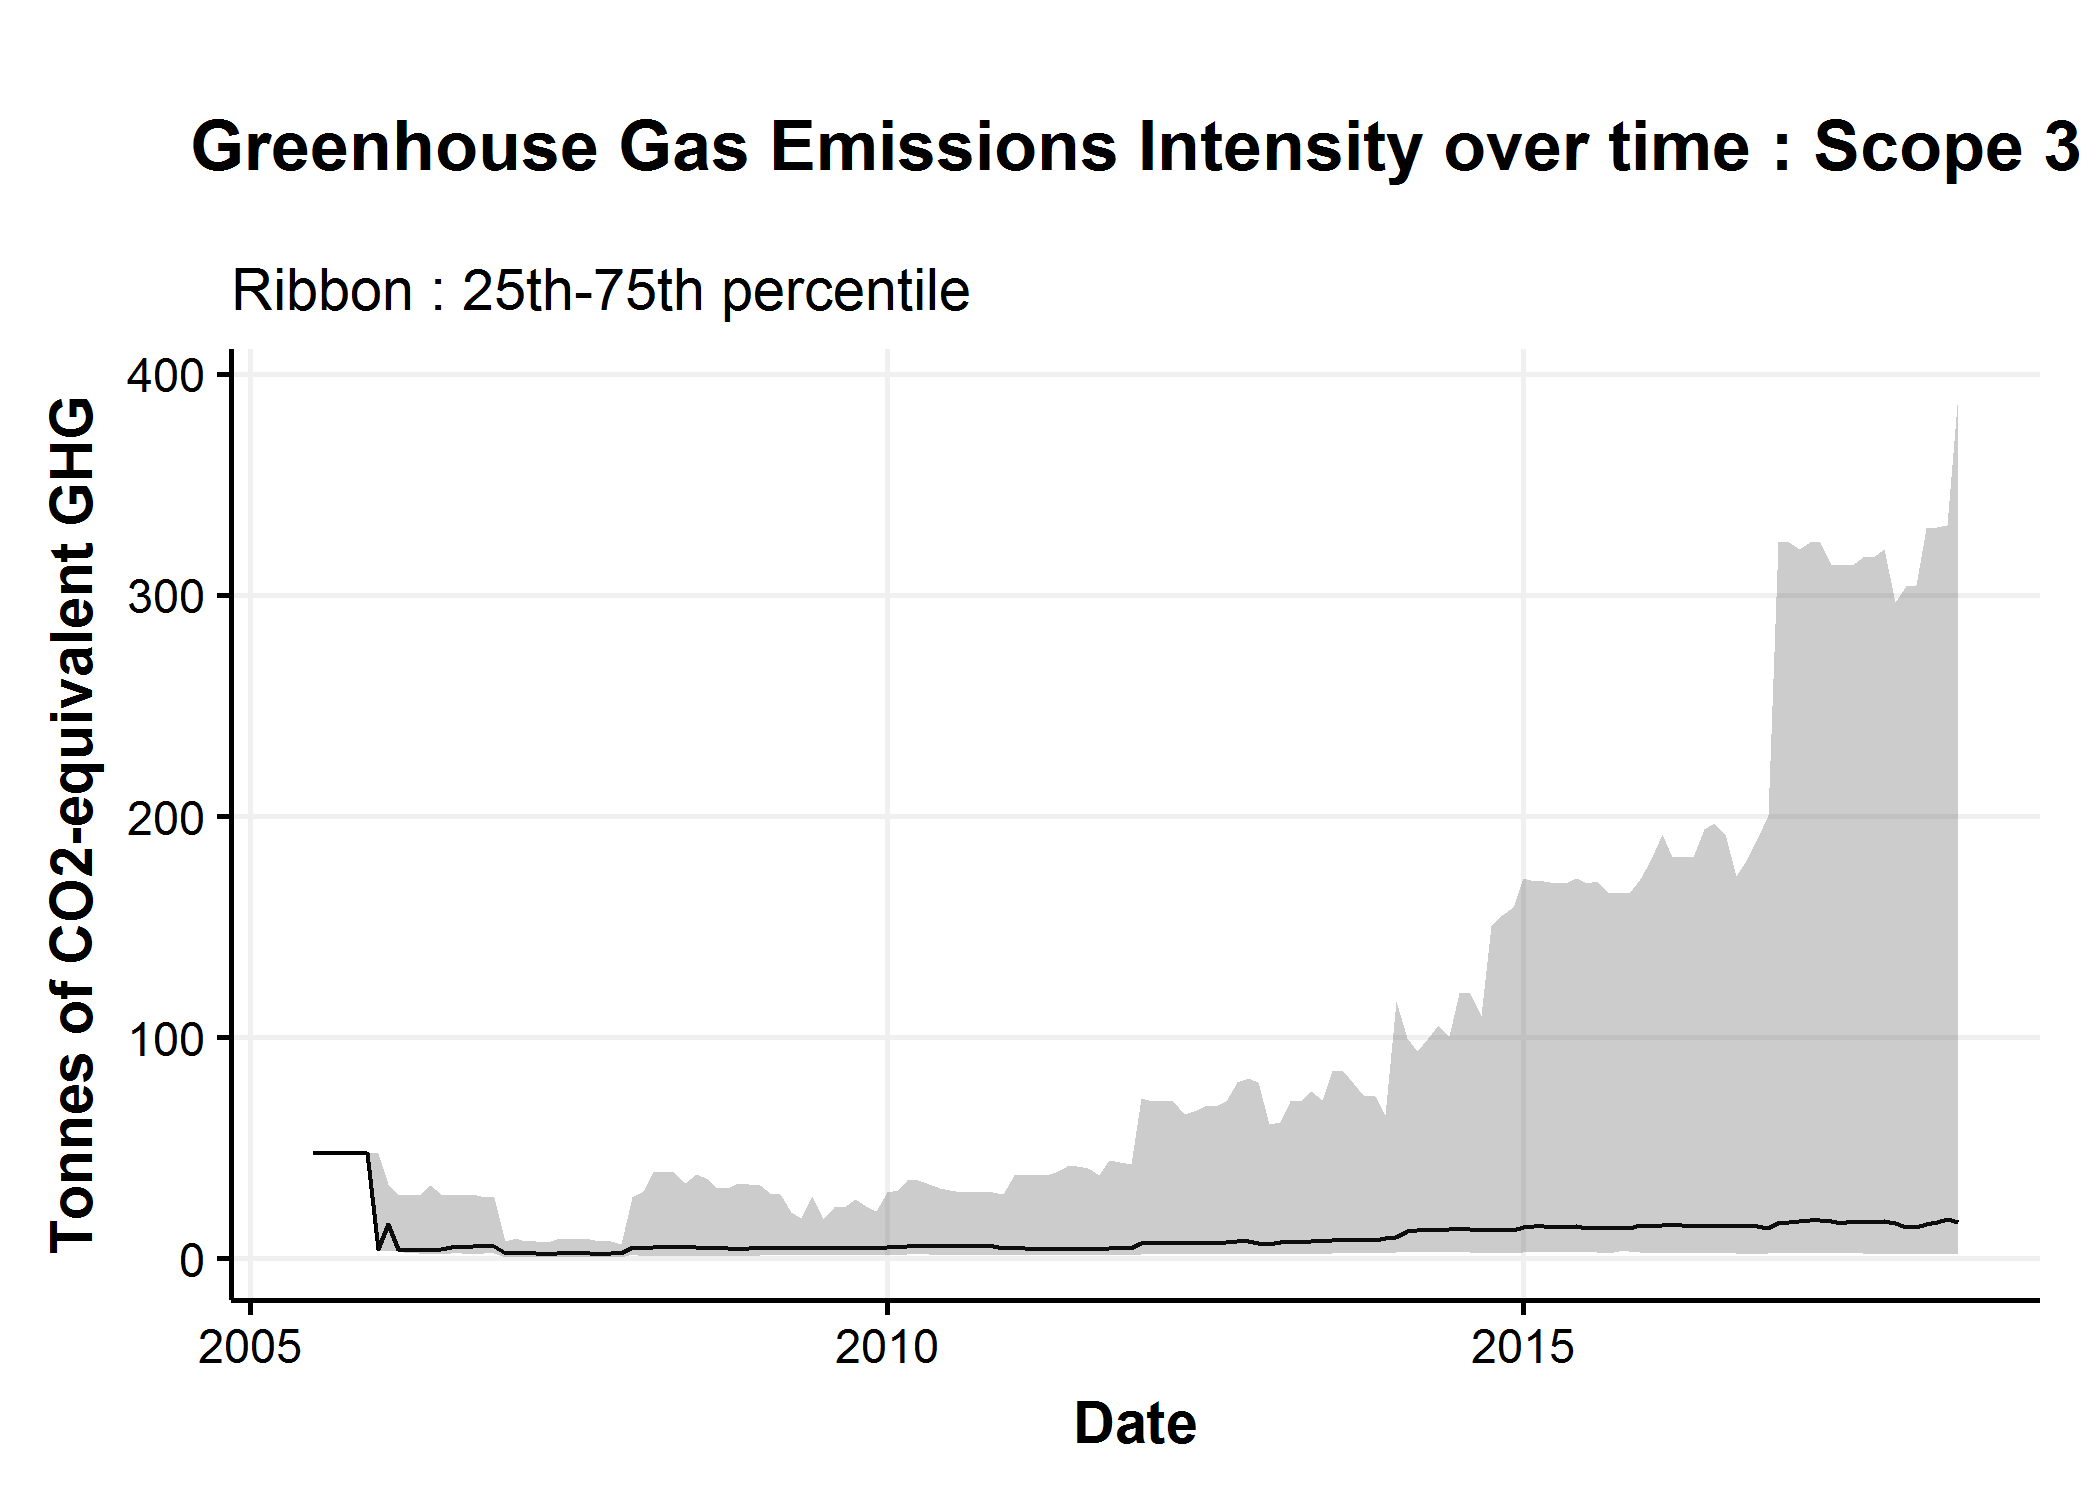 Greenhouse Gas Emissions Intensity over time : Scope 3
Ribbon : 25th-75th percentile
Tonnes of CO2-equivalent GHG
400
300
200
100
0
2005
2010
2015
Date